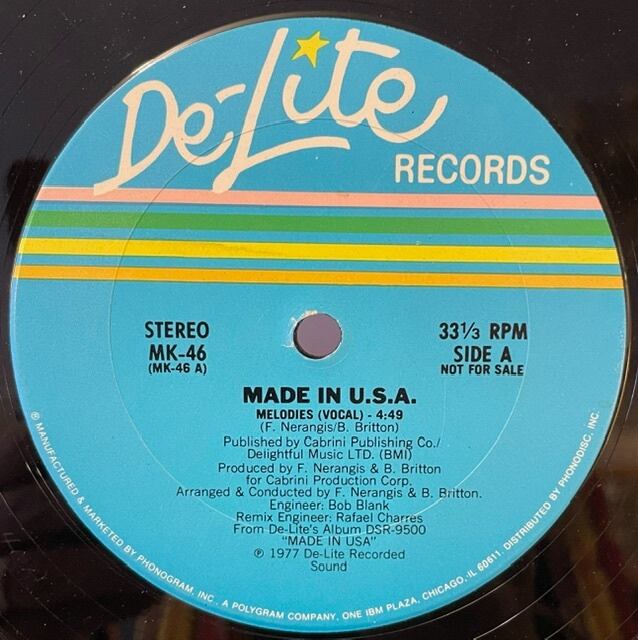 De-Lite
RECORDS
STEREO
MK-46
(MK-46 A)
33⅓ RPM
SIDE A
NOT FOR SALE
MADE IN U.S.A.
MELODIES (VOCAL) - 4:49
(F. Nerangis/B. Britton)
Published by Cabrini Publishing Co./
Delightful Music LTD. (BMI)
Produced by F. Nerangis & B. Britton
for Cabrini Production Corp.
Arranged & Conducted by F. Nerangis & B. Britton.
Engineer: Bob Blank
Remix Engineer: Rafael Charres
From De-Lite's Album DSR-9500
"MADE IN USA"
℗ 1977 De-Lite Recorded
Sound
® MANUFACTURED & MARKETED BY PHONOGRAM, INC., A POLYGRAM COMPANY, ONE IBM PLAZA, CHICAGO, IL 60611. DISTRIBUTED BY PHONODISC, INC.